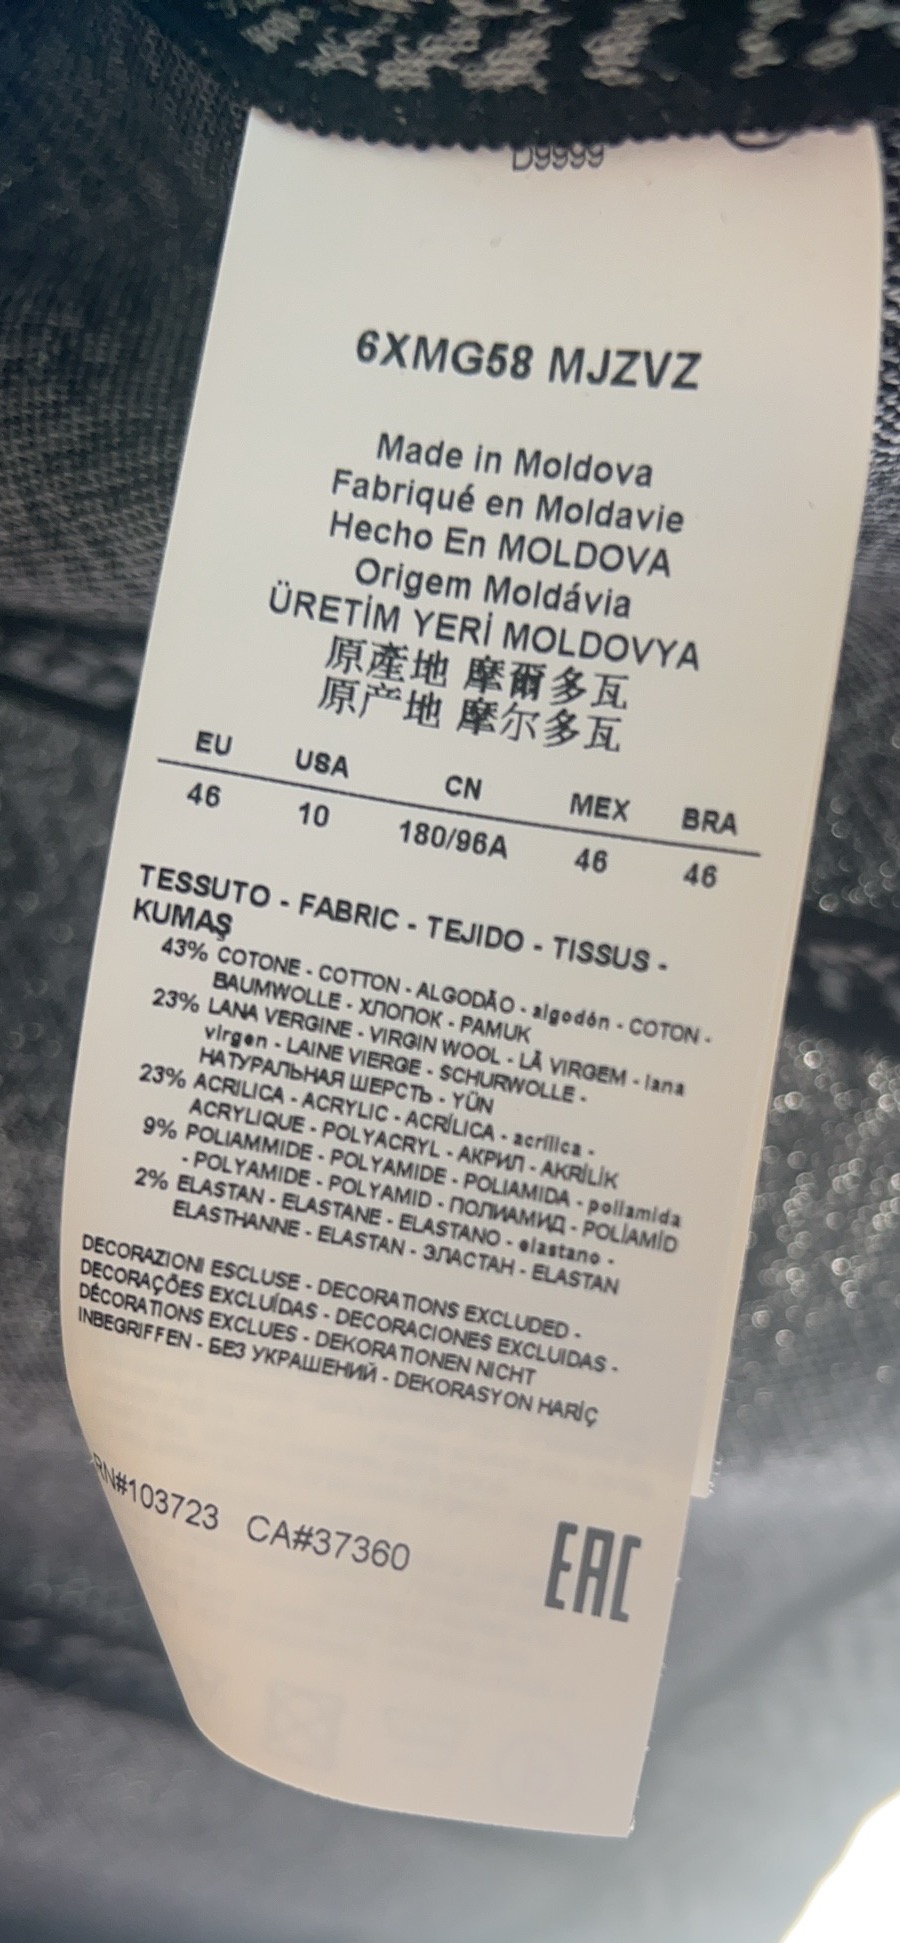 D9999
6XMG58 MJZVZ
Made in Moldova
Fabriqué en Moldavie
Hecho En MOLDOVA
Origem Moldávia
ÜRETİM YERİ MOLDOVYA
原產地 摩爾多瓦
原产地 摩尔多瓦
EU USA CN MEX BRA
46 10 180/96A 46 46
TESSUTO - FABRIC - TEJIDO - TISSUS -
KUMAŞ
43% COTONE - COTTON - ALGODÃO - algodón - COTON -
BAUMWOLLE - ХЛОПОК - PAMUK
23% LANA VERGINE - VIRGIN WOOL - LÃ VIRGEM - lana
virgen - LAINE VIERGE - SCHURWOLLE -
НАТУРАЛЬНАЯ ШЕРСТЬ - YÜN
23% ACRILICA - ACRYLIC - ACRÍLICA - acrílica -
ACRYLIQUE - POLYACRYL - АКРИЛ - AKRİLİK
9% POLIAMMIDE - POLYAMIDE - POLIAMIDA - poliamida
- POLYAMIDE - POLYAMID - ПОЛИАМИД - POLİAMİD
2% ELASTAN - ELASTANE - ELASTANO - elastano -
ELASTHANNE - ELASTAN - ЭЛАСТАН - ELASTAN
DECORAZIONI ESCLUSE - DECORATIONS EXCLUDED -
DECORAÇÕES EXCLUÍDAS - DECORACIONES EXCLUIDAS -
DÉCORATIONS EXCLUES - DEKORATIONEN NICHT
INBEGRIFFEN - БЕЗ УКРАШЕНИЙ - DEKORASYON HARİÇ
RN#103723 CA#37360
EAC